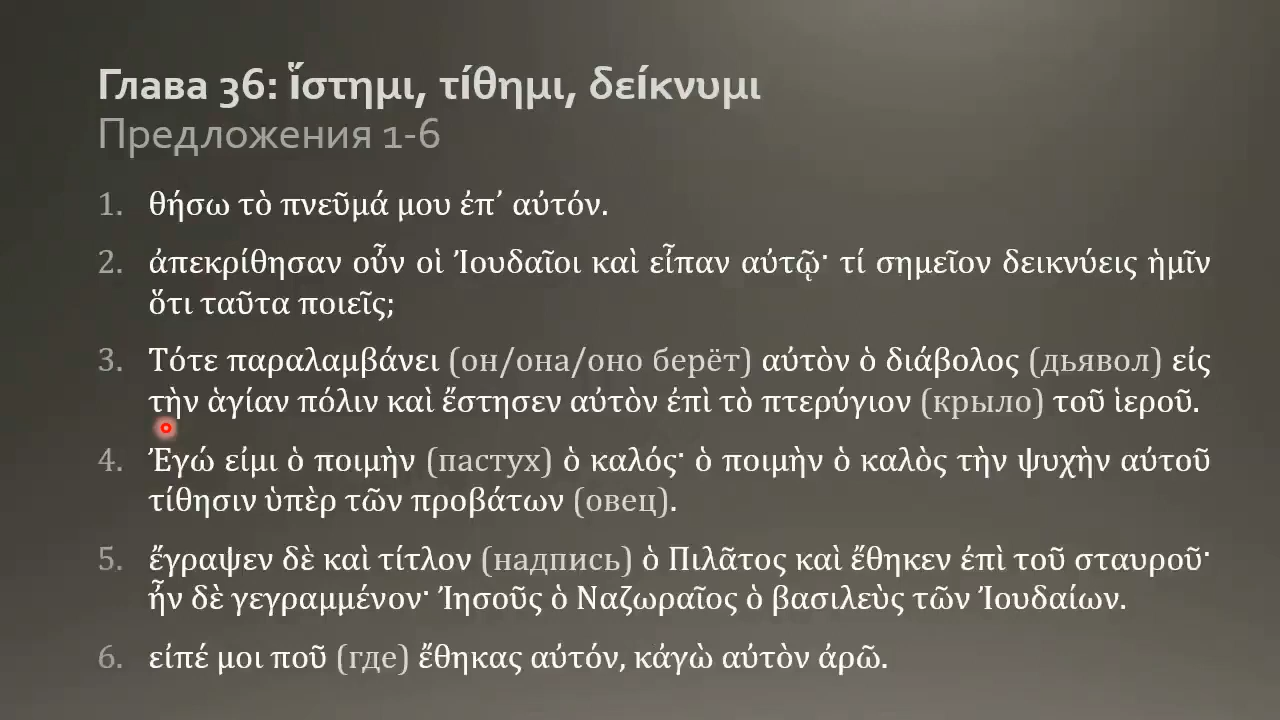 Глава 36: ἵστημι, τίθημι, δείκνυμι
Предложения 1-6
1. θήσω τὸ πνεῦμά μου ἐπ᾽ αὐτόν.
2. ἀπεκρίθησαν οὖν οἱ Ἰουδαῖοι καὶ εἶπαν αὐτῷ· τί σημεῖον δεικνύεις ἡμῖν
ὅτι ταῦτα ποιεῖς;
3. Τότε παραλαμβάνει (он/она/оно берёт) αὐτὸν ὁ διάβολος (дьявол) εἰς
τὴν ἁγίαν πόλιν καὶ ἔστησεν αὐτὸν ἐπὶ τὸ πτερύγιον (крыло) τοῦ ἱεροῦ.
4. Ἐγώ εἰμι ὁ ποιμὴν (пастух) ὁ καλός· ὁ ποιμὴν ὁ καλὸς τὴν ψυχὴν αὐτοῦ
τίθησιν ὑπὲρ τῶν προβάτων (овец).
5. ἔγραψεν δὲ καὶ τίτλον (надпись) ὁ Πιλᾶτος καὶ ἔθηκεν ἐπὶ τοῦ σταυροῦ·
ἦν δὲ γεγραμμένον· Ἰησοῦς ὁ Ναζωραῖος ὁ βασιλεὺς τῶν Ἰουδαίων.
6. εἰπέ μοι ποῦ (где) ἔθηκας αὐτόν, κἀγὼ αὐτὸν ἀρῶ.